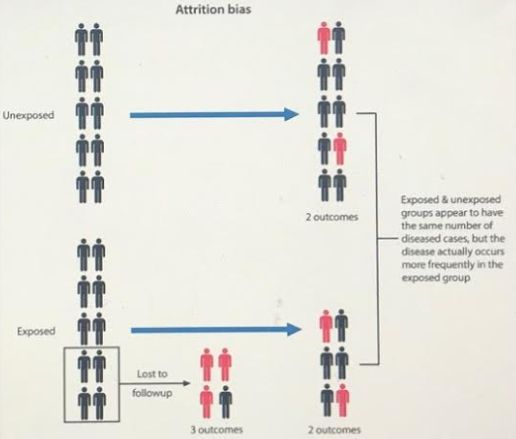 Attrition bias
Unexposed
2 outcomes
Exposed & unexposed
groups appear to have
the same number of
diseased cases, but the
disease actually occurs
more frequently in the
exposed group
Exposed
Lost to
followup
3 outcomes
2 outcomes